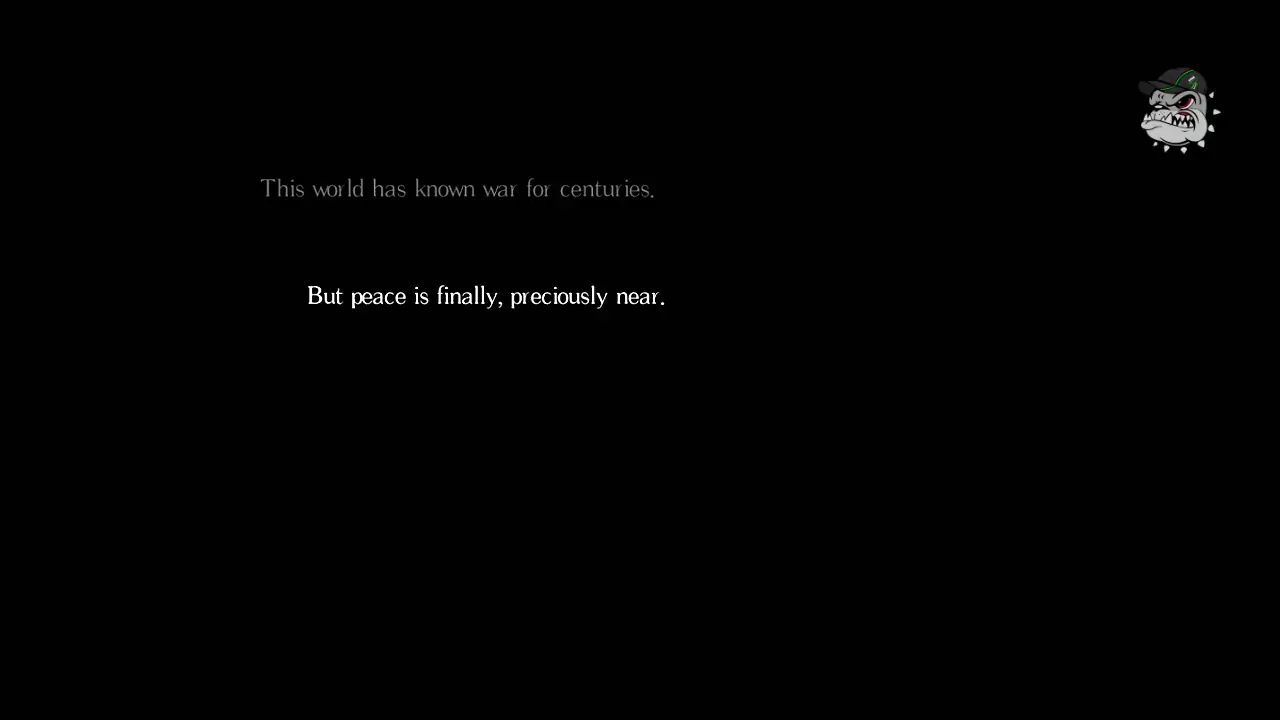 This world has known war for centuries.
But peace is finally, preciously near.